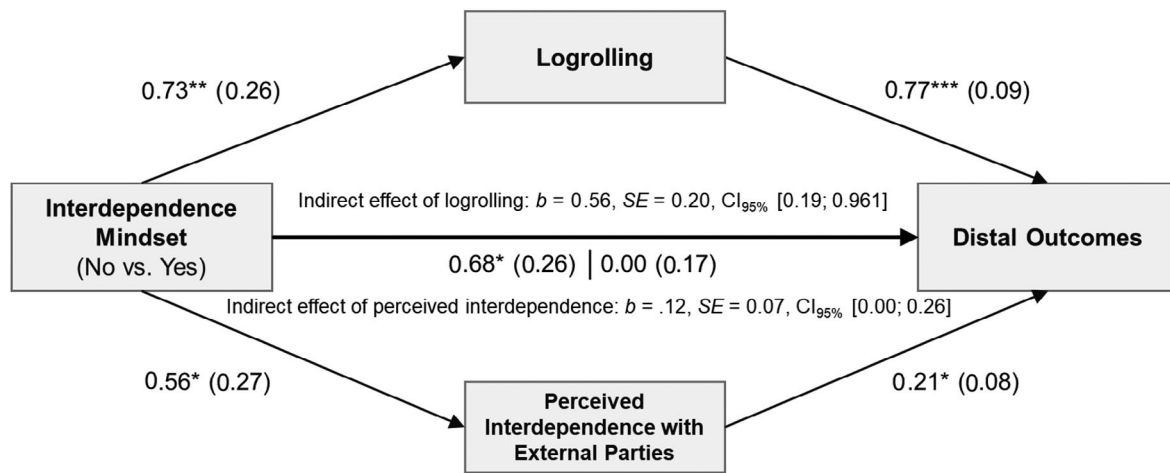 Logrolling
0.73** (0.26)
0.77*** (0.09)
Indirect effect of logrolling: b = 0.56, SE = 0.20, CI95% [0.19; 0.961]
Interdependence
Mindset
(No vs. Yes)
Distal Outcomes
0.68* (0.26) | 0.00 (0.17)
Indirect effect of perceived interdependence: b = .12, SE = 0.07, CI95% [0.00; 0.26]
0.56* (0.27)
0.21* (0.08)
Perceived
Interdependence with
External Parties